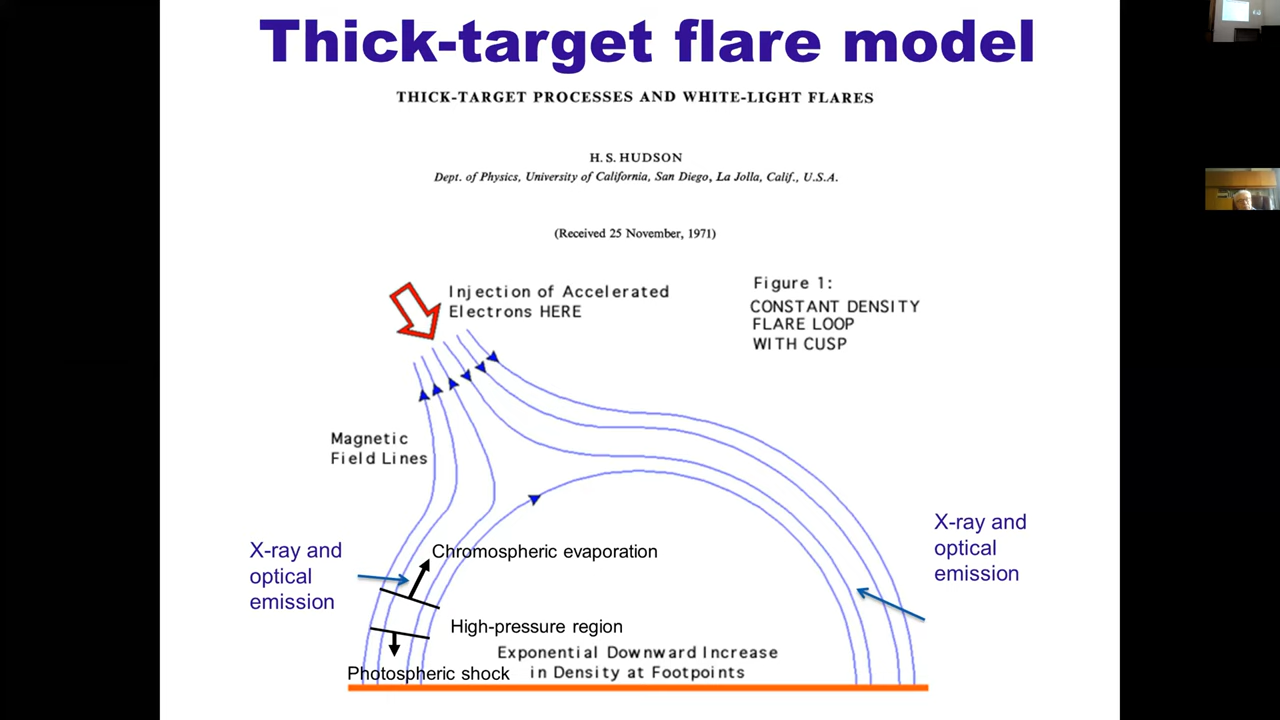 Thick-target flare model
THICK-TARGET PROCESSES AND WHITE-LIGHT FLARES
H. S. HUDSON
Dept. of Physics, University of California, San Diego, La Jolla, Calif., U.S.A.
(Received 25 November, 1971)
Injection of Accelerated
Electrons HERE
Figure 1:
CONSTANT DENSITY
FLARE LOOP
WITH CUSP
Magnetic
Field Lines
X-ray and
optical
emission
X-ray and
optical
emission
Chromospheric evaporation
High-pressure region
Exponential Downward Increase
in Density at Footpoints
Photospheric shock